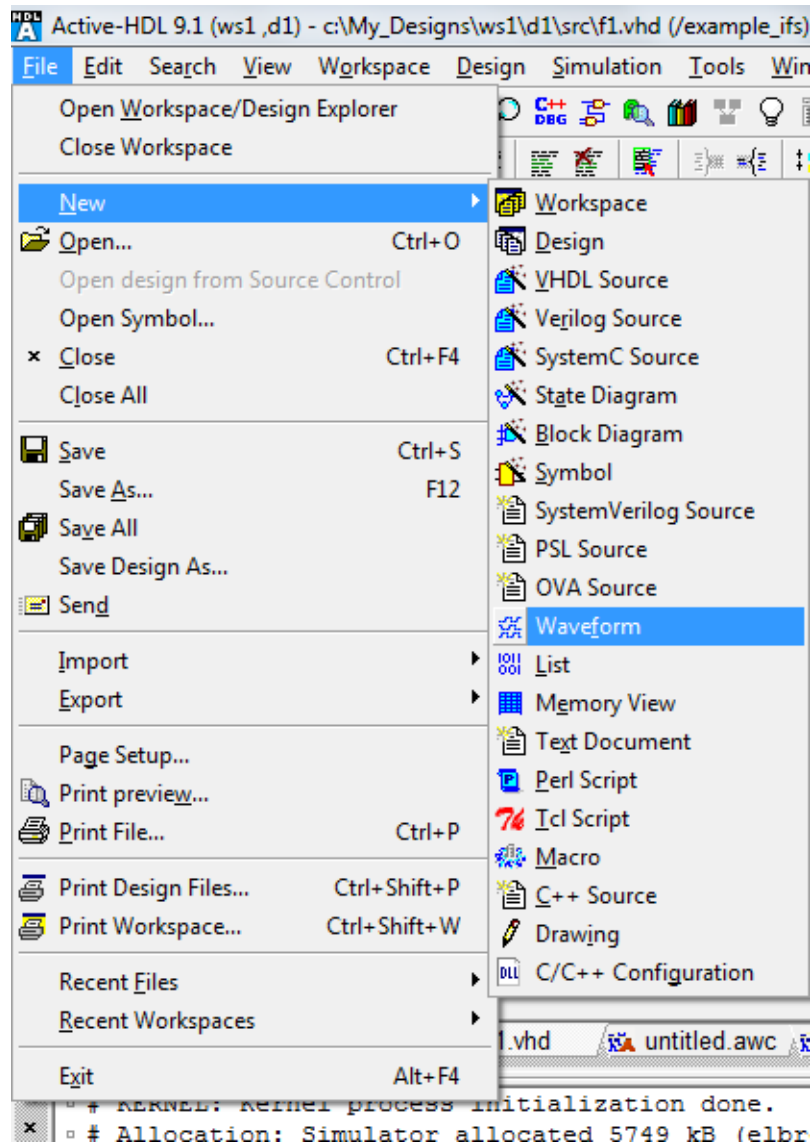 Active-HDL 9.1 (ws1 ,d1) - c:\My_Designs\ws1\d1\src\f1.vhd (/example_ifs)
File Edit Search View Workspace Design Simulation Tools Win
Open Workspace/Design Explorer
Close Workspace
New
Open... Ctrl+O
Open design from Source Control
Open Symbol...
Close Ctrl+F4
Close All
Save Ctrl+S
Save As... F12
Save All
Save Design As...
Send
Import
Export
Page Setup...
Print preview...
Print File... Ctrl+P
Print Design Files... Ctrl+Shift+P
Print Workspace... Ctrl+Shift+W
Recent Files
Recent Workspaces
Exit Alt+F4
C++
DBG
Workspace
Design
VHDL Source
Verilog Source
SystemC Source
State Diagram
Block Diagram
Symbol
SystemVerilog Source
PSL Source
OVA Source
Waveform
List
Memory View
Text Document
Perl Script
Tcl Script
Macro
C++ Source
Drawing
C/C++ Configuration
1.vhd untitled.awc
# KERNEL: Kernel process initialization done.
# Allocation: Simulator allocated 5749 kB (elbr